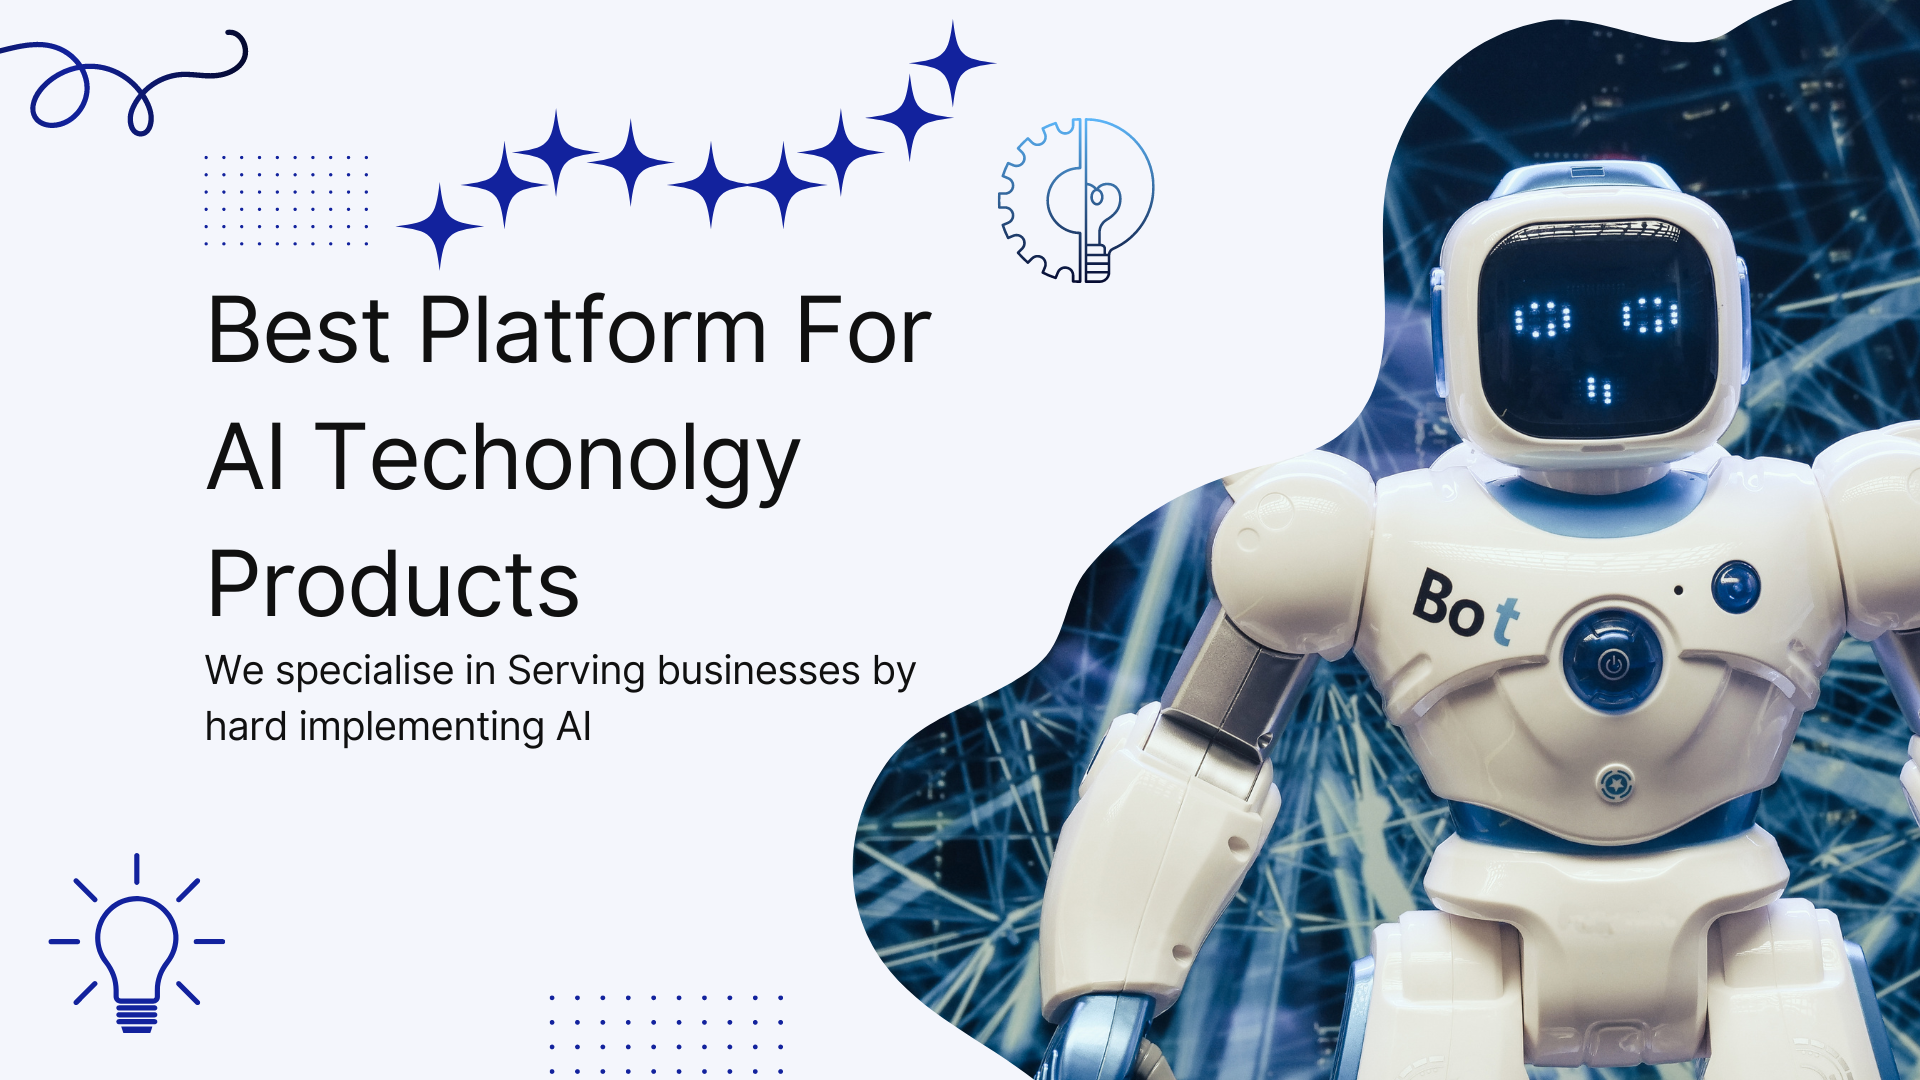 Best Platform For
AI Techonolgy
Products
We specialise in Serving businesses by
hard implementing AI
Bot